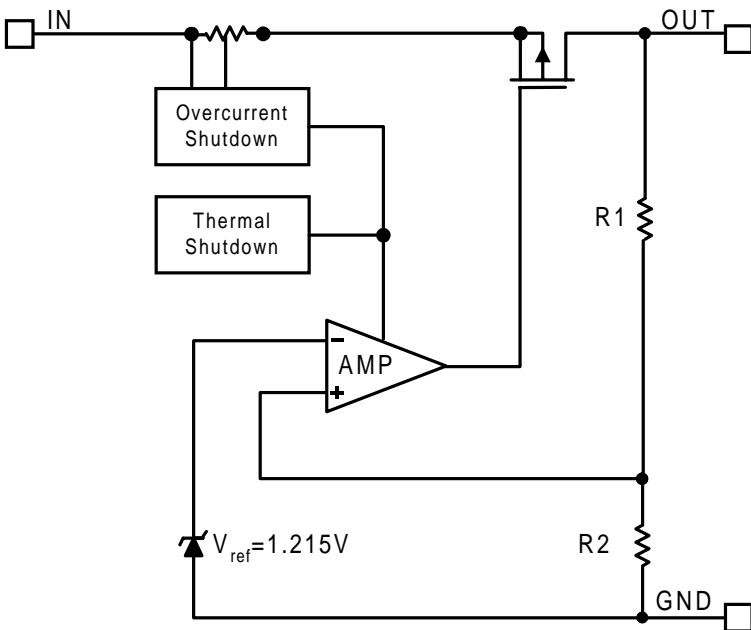 IN
OUT
Overcurrent
Shutdown
Thermal
Shutdown
R1
-
AMP
+
Vref=1.215V
R2
GND